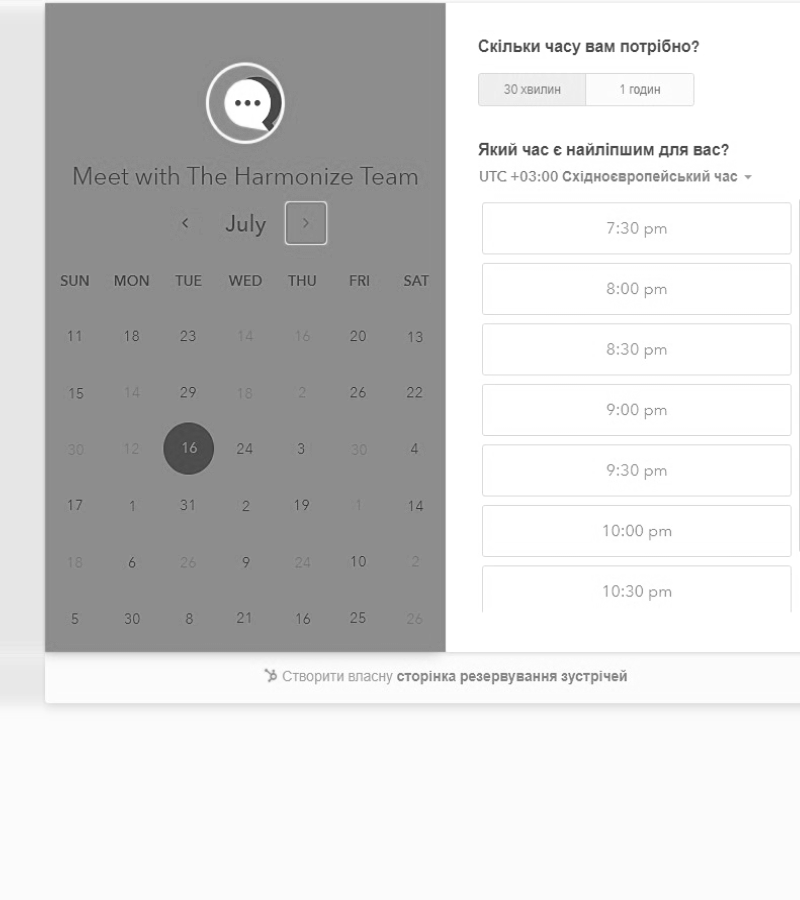 Meet with The Harmonize Team
July
SUN MON TUE WED THU FRI SAT
11 18 23 14 16 20 13
15 14 29 18 2 26 22
30 12 16 24 3 30 4
17 1 31 2 19 1 14
18 6 26 9 24 10 2
5 30 8 21 16 25 26
Скільки часу вам потрібно?
30 хвилин 1 годин
Який час є найліпшим для вас?
UTC +03:00 Східноєвропейський час
7:30 pm
8:00 pm
8:30 pm
9:00 pm
9:30 pm
10:00 pm
10:30 pm
Створити власну сторінка резервування зустрічей